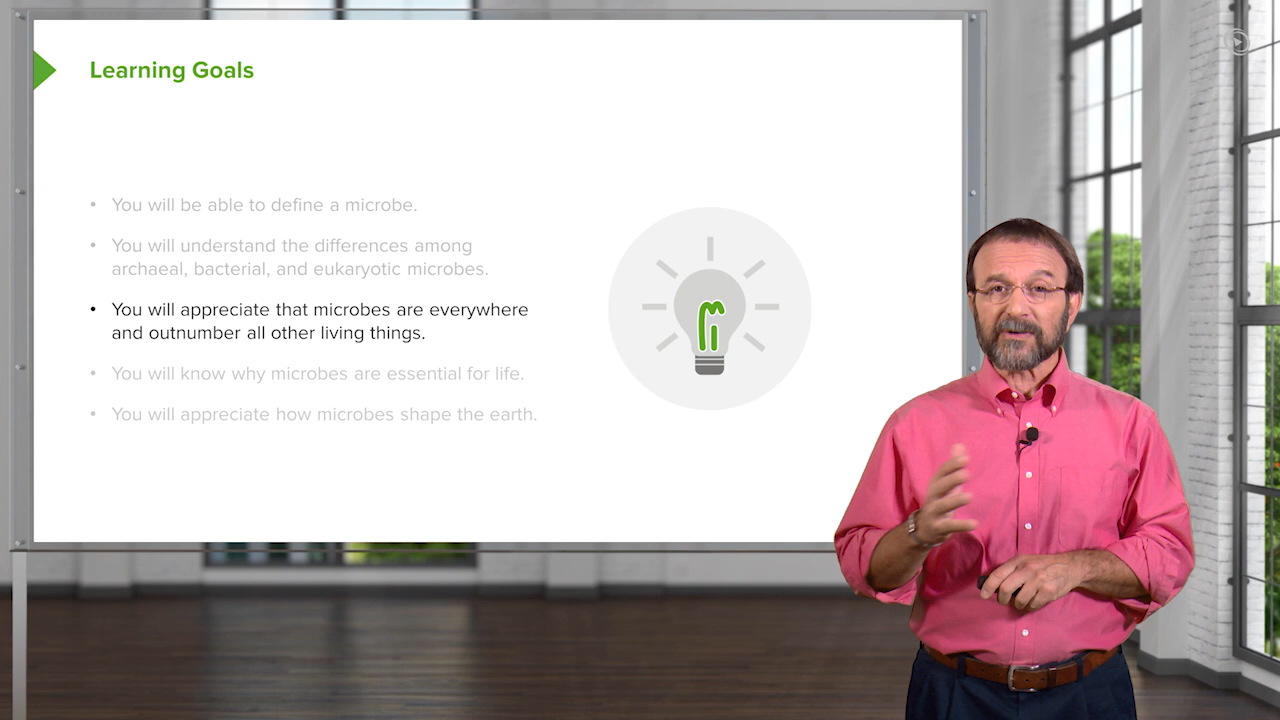 Learning Goals
• You will be able to define a microbe.
• You will understand the differences among
archaeal, bacterial, and eukaryotic microbes.
• You will appreciate that microbes are everywhere
and outnumber all other living things.
• You will know why microbes are essential for life.
• You will appreciate how microbes shape the earth.